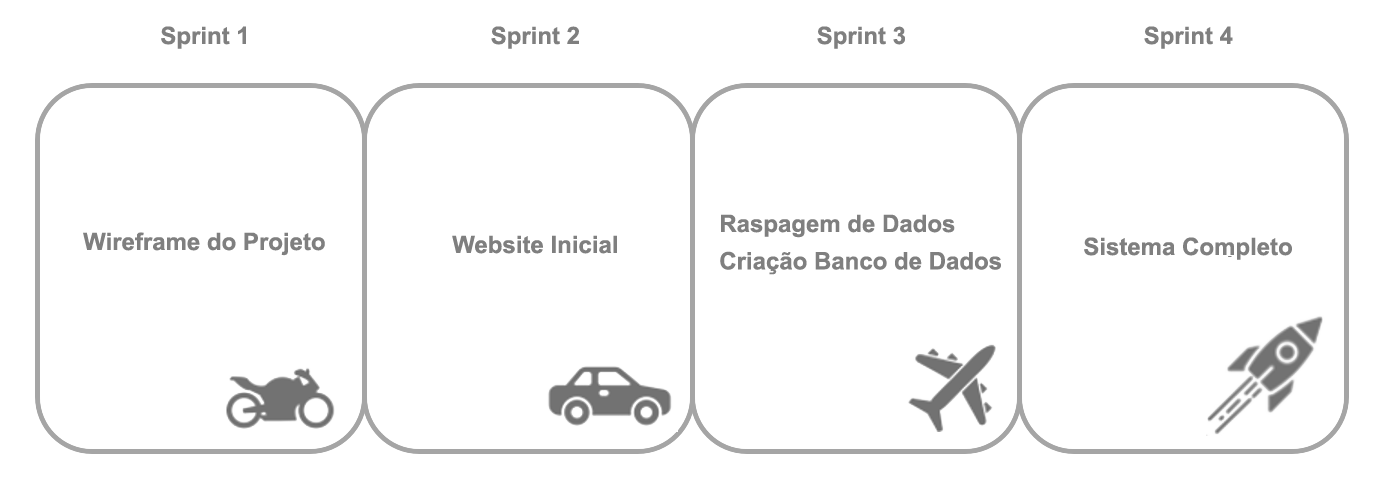 Sprint 1
Sprint 2
Sprint 3
Sprint 4
Wireframe do Projeto
Website Inicial
Raspagem de Dados
Criação Banco de Dados
Sistema Completo